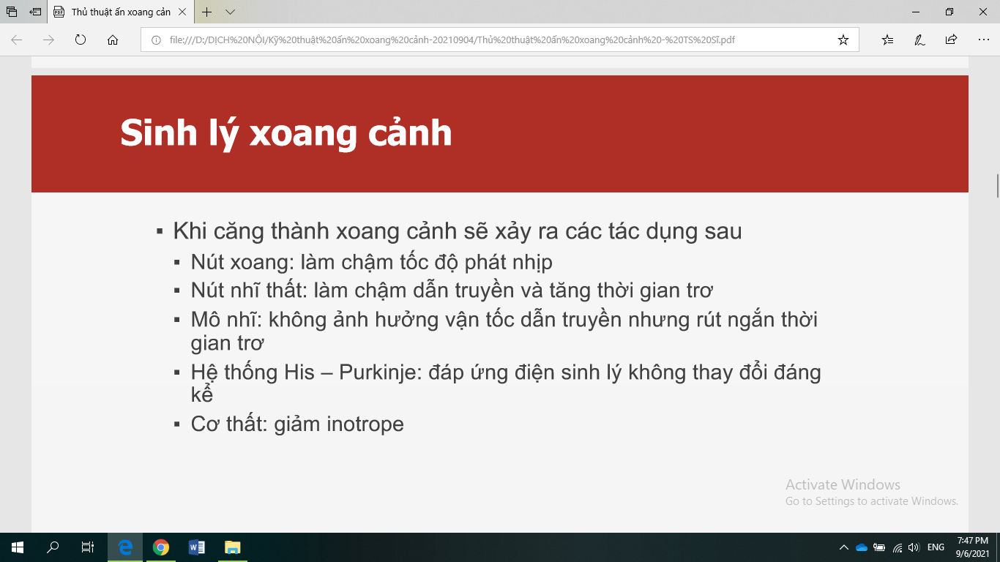 Thủ thuật ấn xoang cản
file:///D:/DỊCH%20NỘI/Kỹ%20thuật%20ấn%20xoang%20cảnh-20210904/Thủ%20thuật%20ấn%20xoang%20cảnh%20-%20TS%20Sĩ.pdf
Sinh lý xoang cảnh
▪ Khi căng thành xoang cảnh sẽ xảy ra các tác dụng sau
▪ Nút xoang: làm chậm tốc độ phát nhịp
▪ Nút nhĩ thất: làm chậm dẫn truyền và tăng thời gian trơ
▪ Mô nhĩ: không ảnh hưởng vận tốc dẫn truyền nhưng rút ngắn thời
gian trơ
▪ Hệ thống His – Purkinje: đáp ứng điện sinh lý không thay đổi đáng
kể
▪ Cơ thất: giảm inotrope
Activate Windows
Go to Settings to activate Windows.
ENG
7:47 PM
9/6/2021